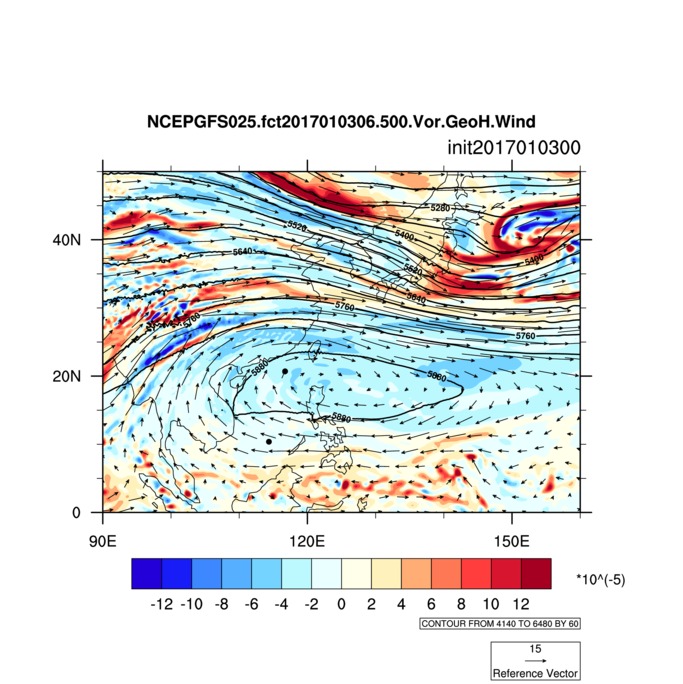 NCEPGFS025.fct2017010306.500.Vor.GeoH.Wind
init2017010300
40N
20N
0
90E 120E 150E
5280
5520
5400
5640
5520
5400
5640
5760
5760
5760
5880
5880
5880
-12 -10 -8 -6 -4 -2 0 2 4 6 8 10 12
*10^(-5)
CONTOUR FROM 4140 TO 6480 BY 60
15
Reference Vector